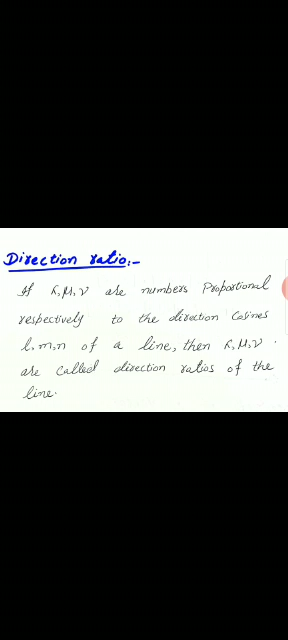 Direction ratio:-
If λ, μ, ν are numbers Proportional
respectively to the direction Cosines
l, m, n of a line, then λ, μ, ν
are called direction ratios of the
line.